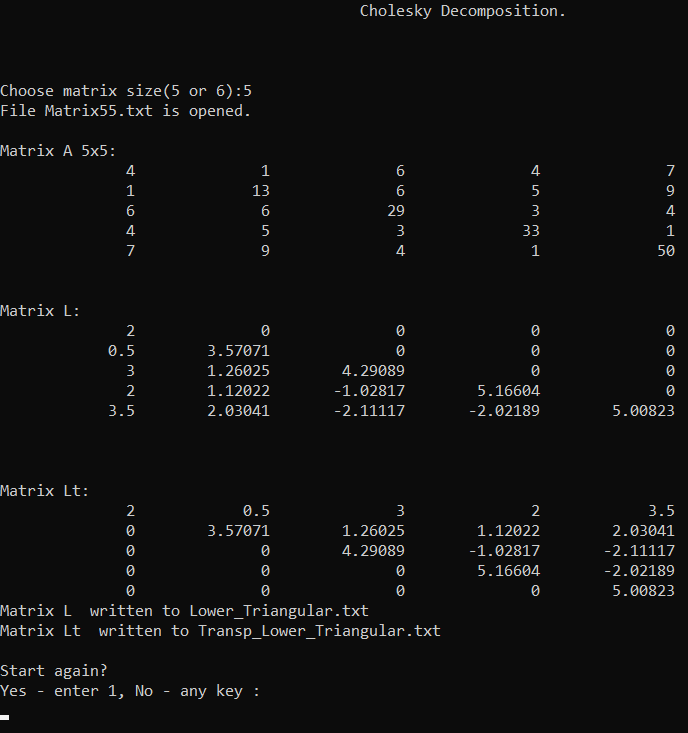 Cholesky Decomposition.
Choose matrix size(5 or 6):5
File Matrix55.txt is opened.
Matrix A 5x5:
4 1 6 4 7
1 13 6 5 9
6 6 29 3 4
4 5 3 33 1
7 9 4 1 50
Matrix L:
2 0 0 0 0
0.5 3.57071 0 0 0
3 1.26025 4.29089 0 0
2 1.12022 -1.02817 5.16604 0
3.5 2.03041 -2.11117 -2.02189 5.00823
Matrix Lt:
2 0.5 3 2 3.5
0 3.57071 1.26025 1.12022 2.03041
0 0 4.29089 -1.02817 -2.11117
0 0 0 5.16604 -2.02189
0 0 0 0 5.00823
Matrix L  written to Lower_Triangular.txt
Matrix Lt  written to Transp_Lower_Triangular.txt
Start again?
Yes - enter 1, No - any key :